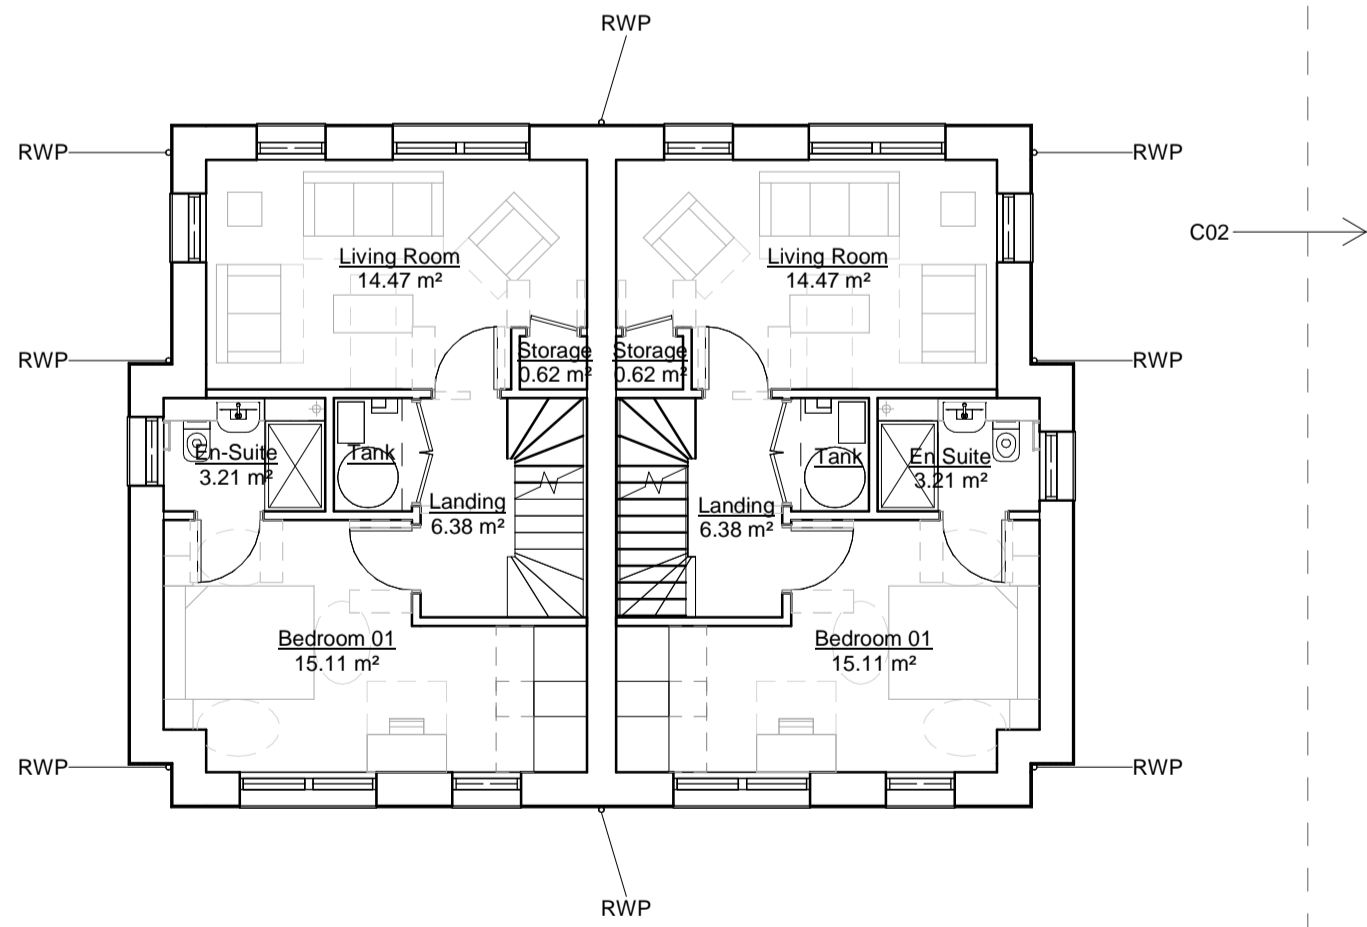 RWP
RWP
RWP
C02
Living Room
14.47 m²
Living Room
14.47 m²
Storage
0.62 m²
Storage
0.62 m²
RWP
RWP
En-Suite
3.21 m²
Tank
Tank
En Suite
3.21 m²
Landing
6.38 m²
Landing
6.38 m²
Bedroom 01
15.11 m²
Bedroom 01
15.11 m²
RWP
RWP
RWP